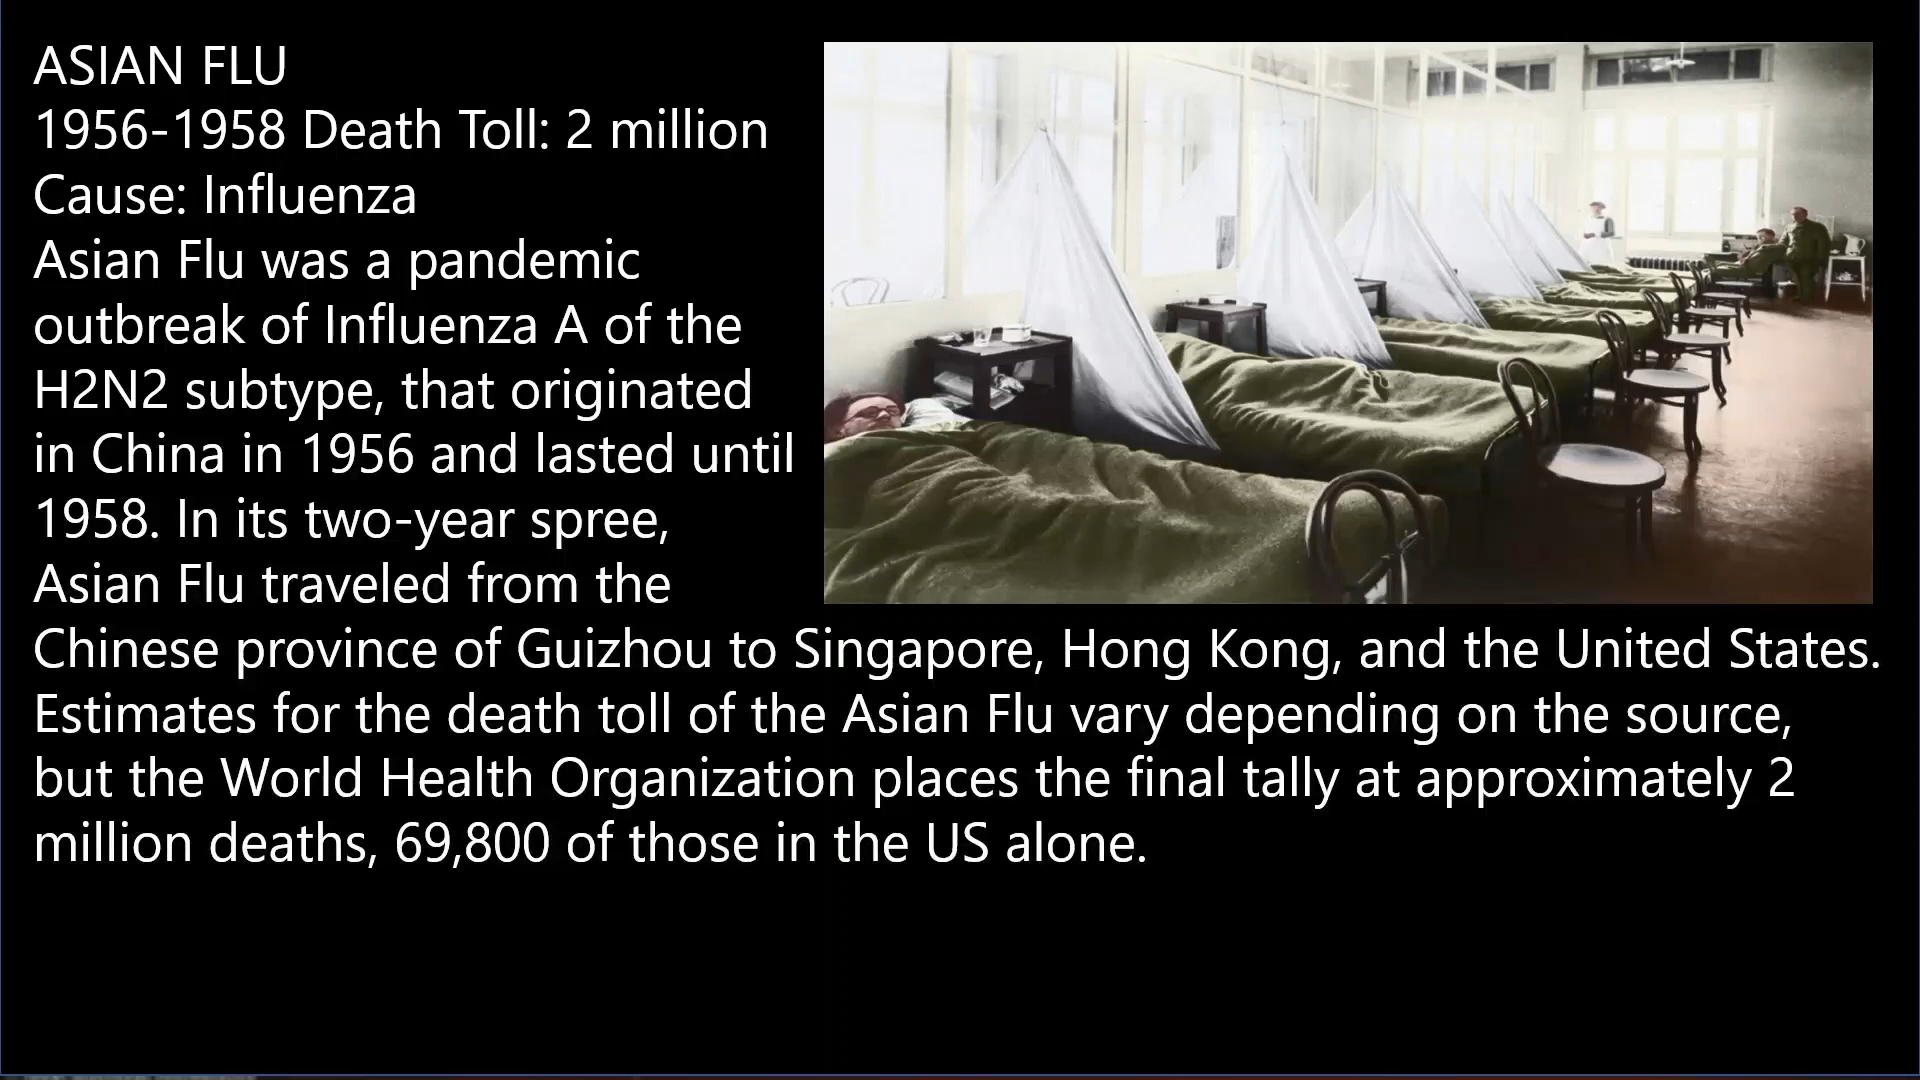 ASIAN FLU
1956-1958 Death Toll: 2 million
Cause: Influenza
Asian Flu was a pandemic
outbreak of Influenza A of the
H2N2 subtype, that originated
in China in 1956 and lasted until
1958. In its two-year spree,
Asian Flu traveled from the
Chinese province of Guizhou to Singapore, Hong Kong, and the United States.
Estimates for the death toll of the Asian Flu vary depending on the source,
but the World Health Organization places the final tally at approximately 2
million deaths, 69,800 of those in the US alone.